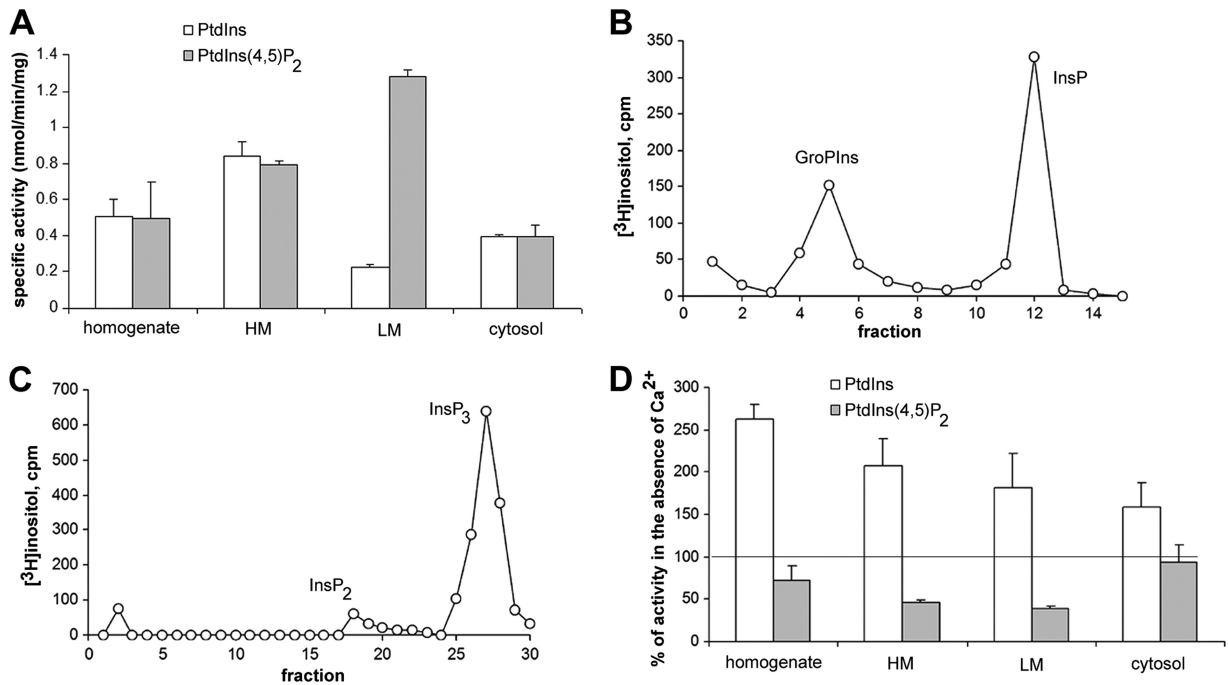 A
PtdIns
PtdIns(4,5)P2
specific activity (nmol/min/mg)
1.4
1.2
1
0.8
0.6
0.4
0.2
0
homogenate HM LM cytosol
B
[3H]inositol, cpm
350
300
250
200
150
100
50
0
GroPIns
InsP
0 2 4 6 8 10 12 14
fraction
C
[3H]inositol, cpm
700
600
500
400
300
200
100
0
InsP3
InsP2
0 5 10 15 20 25 30
fraction
D
PtdIns
PtdIns(4,5)P2
% of activity in the absence of Ca2+
300
250
200
150
100
50
0
homogenate HM LM cytosol